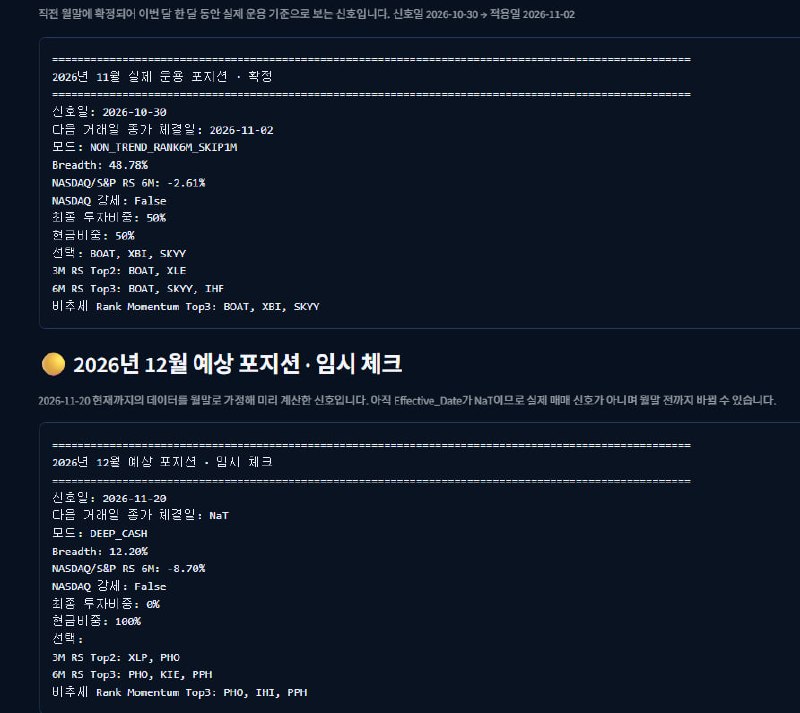 직전 월말에 확정되어 이번 달 한 달 동안 실제 운용 기준으로 보는 신호입니다. 신호일 2026-10-30 → 적용일 2026-11-02
==========================================================================================
2026년 11월 실제 운용 포지션 · 확정
==========================================================================================
신호일: 2026-10-30
다음 거래일 종가 체결일: 2026-11-02
모드: NON_TREND_RANK6M_SKIP1M
Breadth: 48.78%
NASDAQ/S&P RS 6M: -2.61%
NASDAQ 강세: False
최종 투자비중: 50%
현금비중: 50%
선택: BOAT, XBI, SKYY
3M RS Top2: BOAT, XLE
6M RS Top3: BOAT, SKYY, IHF
비추세 Rank Momentum Top3: BOAT, XBI, SKYY
2026년 12월 예상 포지션 · 임시 체크
2026-11-20 현재까지의 데이터를 월말로 가정해 미리 계산한 신호입니다. 아직 Effective_Date가 NaT이므로 실제 매매 신호가 아니며 월말 전까지 바뀔 수 있습니다.
==========================================================================================
2026년 12월 예상 포지션 · 임시 체크
==========================================================================================
신호일: 2026-11-20
다음 거래일 종가 체결일: NaT
모드: DEEP_CASH
Breadth: 12.20%
NASDAQ/S&P RS 6M: -8.70%
NASDAQ 강세: False
최종 투자비중: 0%
현금비중: 100%
선택:
3M RS Top2: XLP, PHO
6M RS Top3: PHO, KIE, PPH
비추세 Rank Momentum Top3: PHO, IHI, PPH